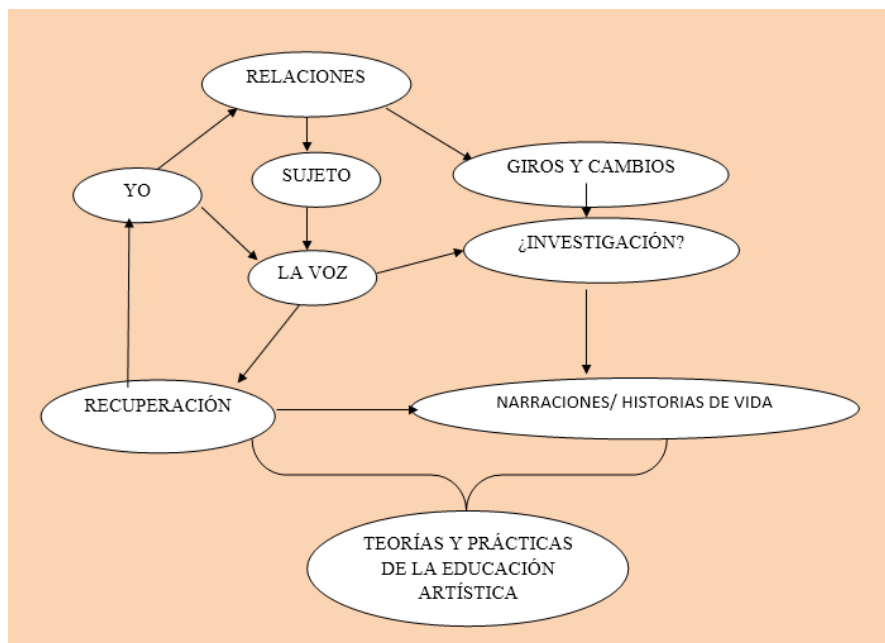 RELACIONES
GIROS Y CAMBIOS
SUJETO
YO
¿INVESTIGACIÓN?
LA VOZ
RECUPERACIÓN
NARRACIONES/ HISTORIAS DE VIDA
TEORÍAS Y PRÁCTICAS
DE LA EDUCACIÓN
ARTÍSTICA